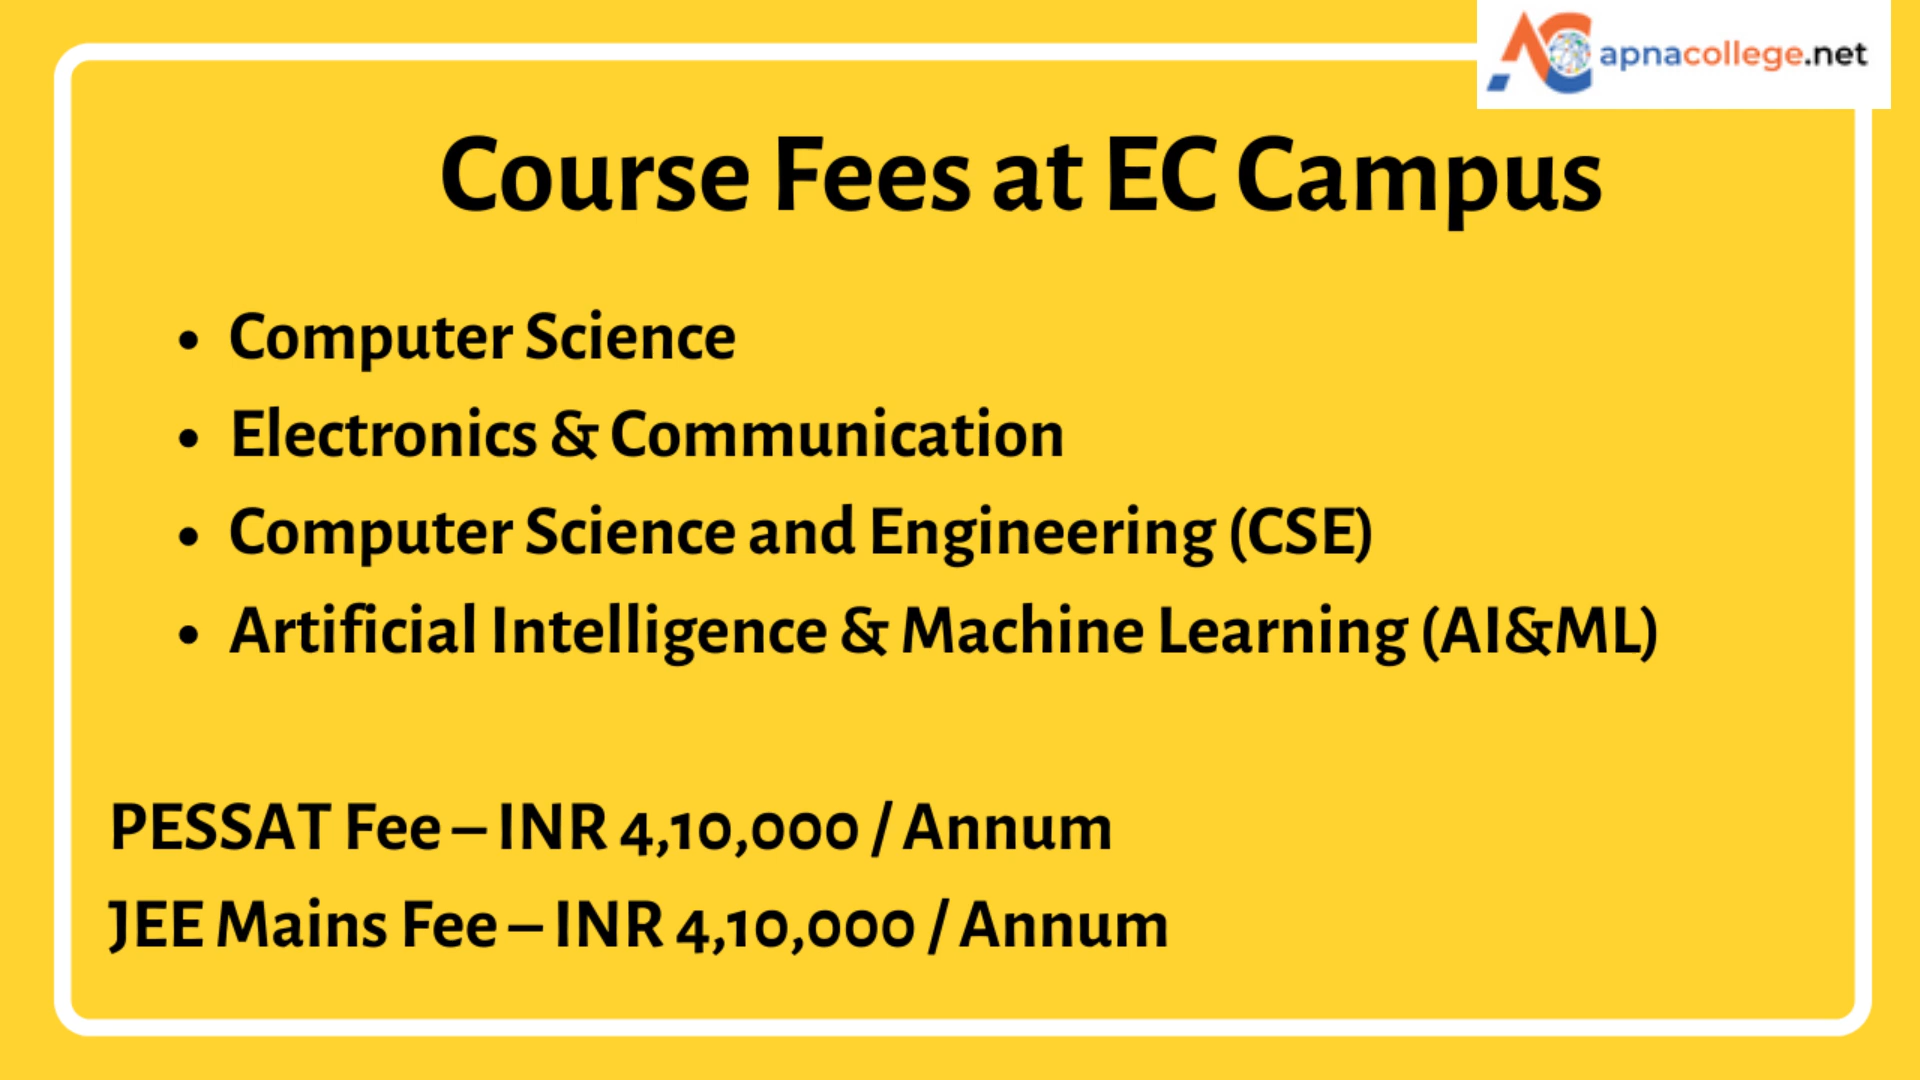 apnacollege.net
Course Fees at EC Campus
• Computer Science
• Electronics & Communication
• Computer Science and Engineering (CSE)
• Artificial Intelligence & Machine Learning (AI&ML)
PESSAT Fee – INR 4,10,000 / Annum
JEE Mains Fee – INR 4,10,000 / Annum